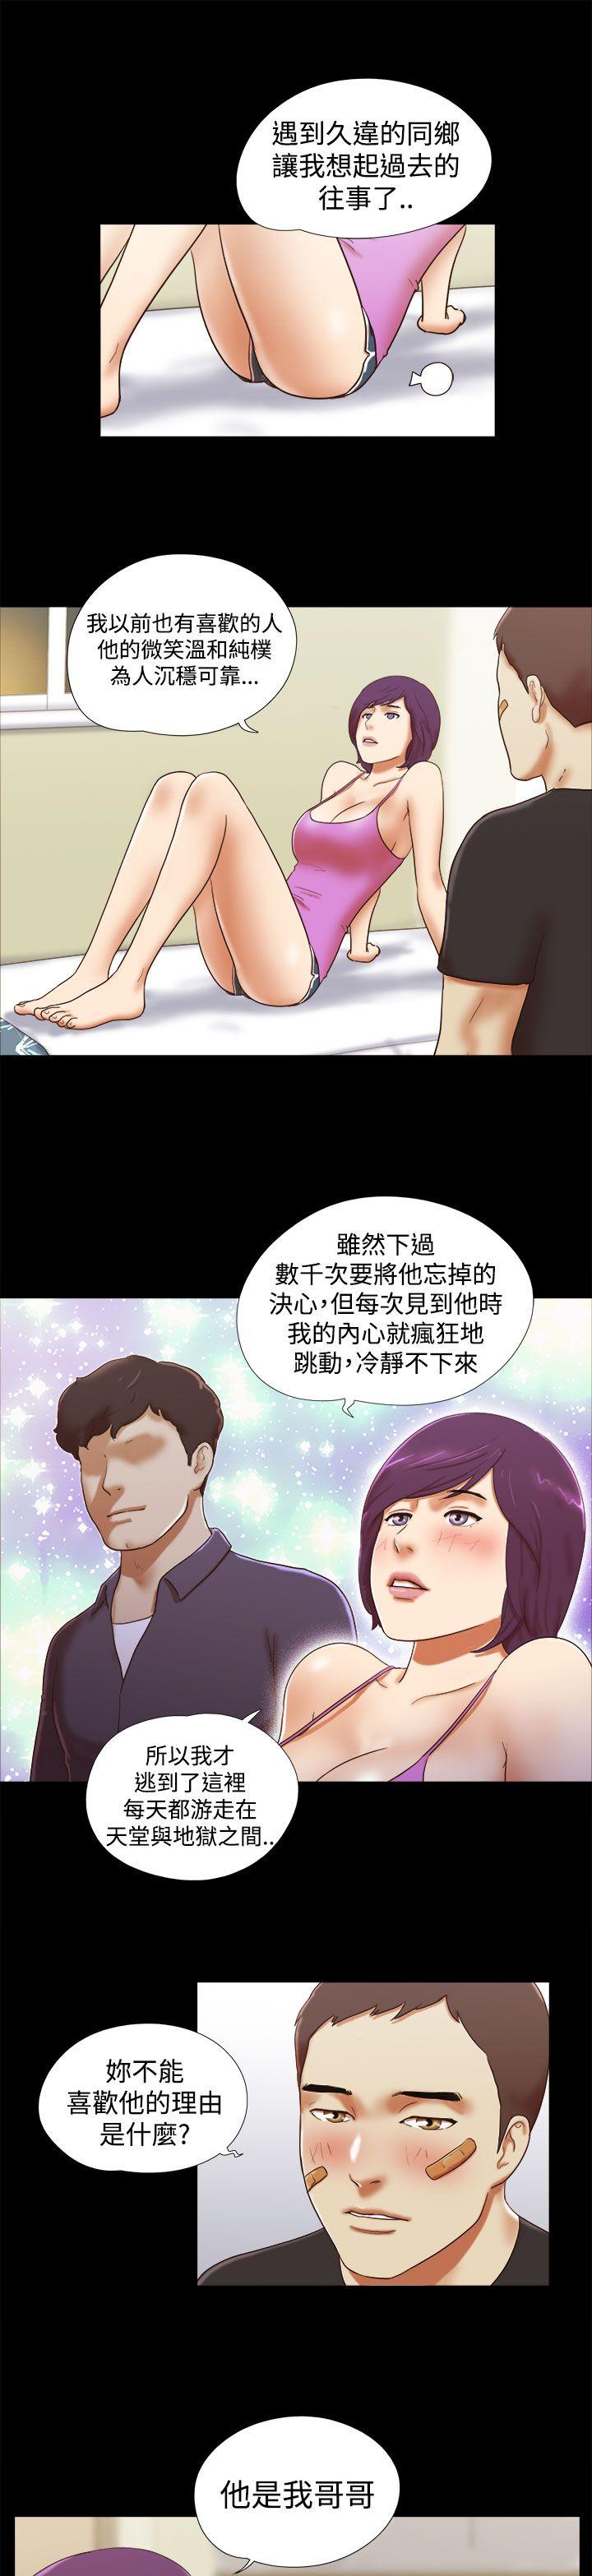 遇到久違的同鄉
讓我想起過去的
往事了..
我以前也有喜歡的人
他的微笑溫和純樸
為人沉穩可靠...
雖然下過
數千次要將他忘掉的
決心,但每次見到他時
我的內心就瘋狂地
跳動,冷靜不下來
所以我才
逃到了這裡
每天都游走在
天堂與地獄之間..
妳不能
喜歡他的理由
是什麼?
他是我哥哥